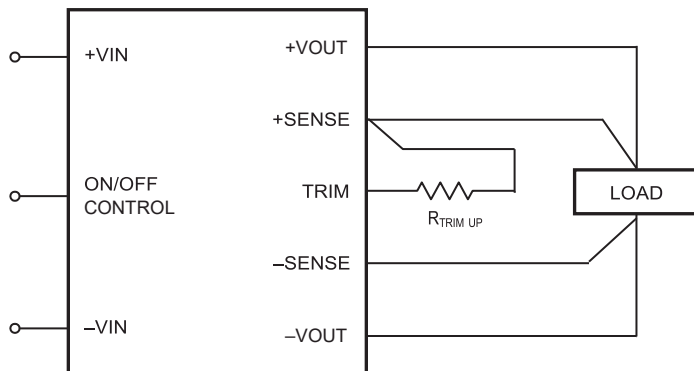 +VIN
ON/OFF
CONTROL
–VIN
+VOUT
+SENSE
TRIM
–SENSE
–VOUT
RTRIM UP
LOAD